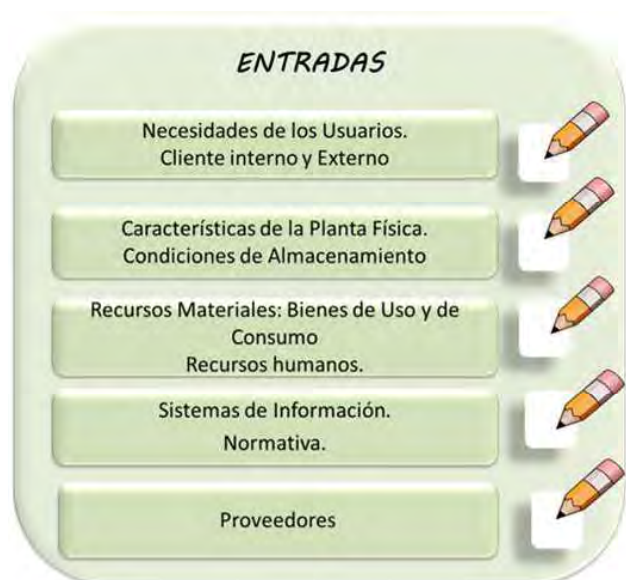 ENTRADAS
Necesidades de los Usuarios.
Cliente interno y Externo
Características de la Planta Física.
Condiciones de Almacenamiento
Recursos Materiales: Bienes de Uso y de
Consumo
Recursos humanos.
Sistemas de Información.
Normativa.
Proveedores